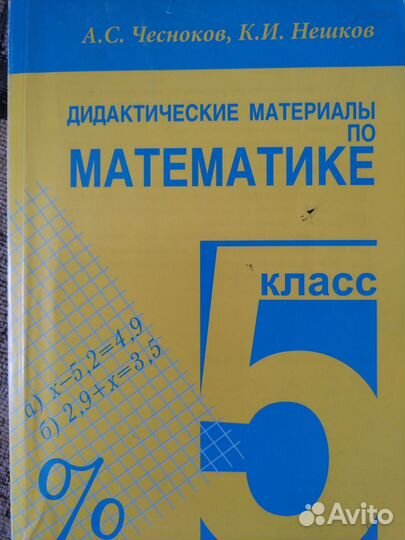 А.С. Чесноков, К.И. Нешков
ДИДАКТИЧЕСКИЕ МАТЕРИАЛЫ
ПО
МАТЕМАТИКЕ
5
класс
а) x−5,2=4,9
б) 2,9+x=3,5
%
Avito